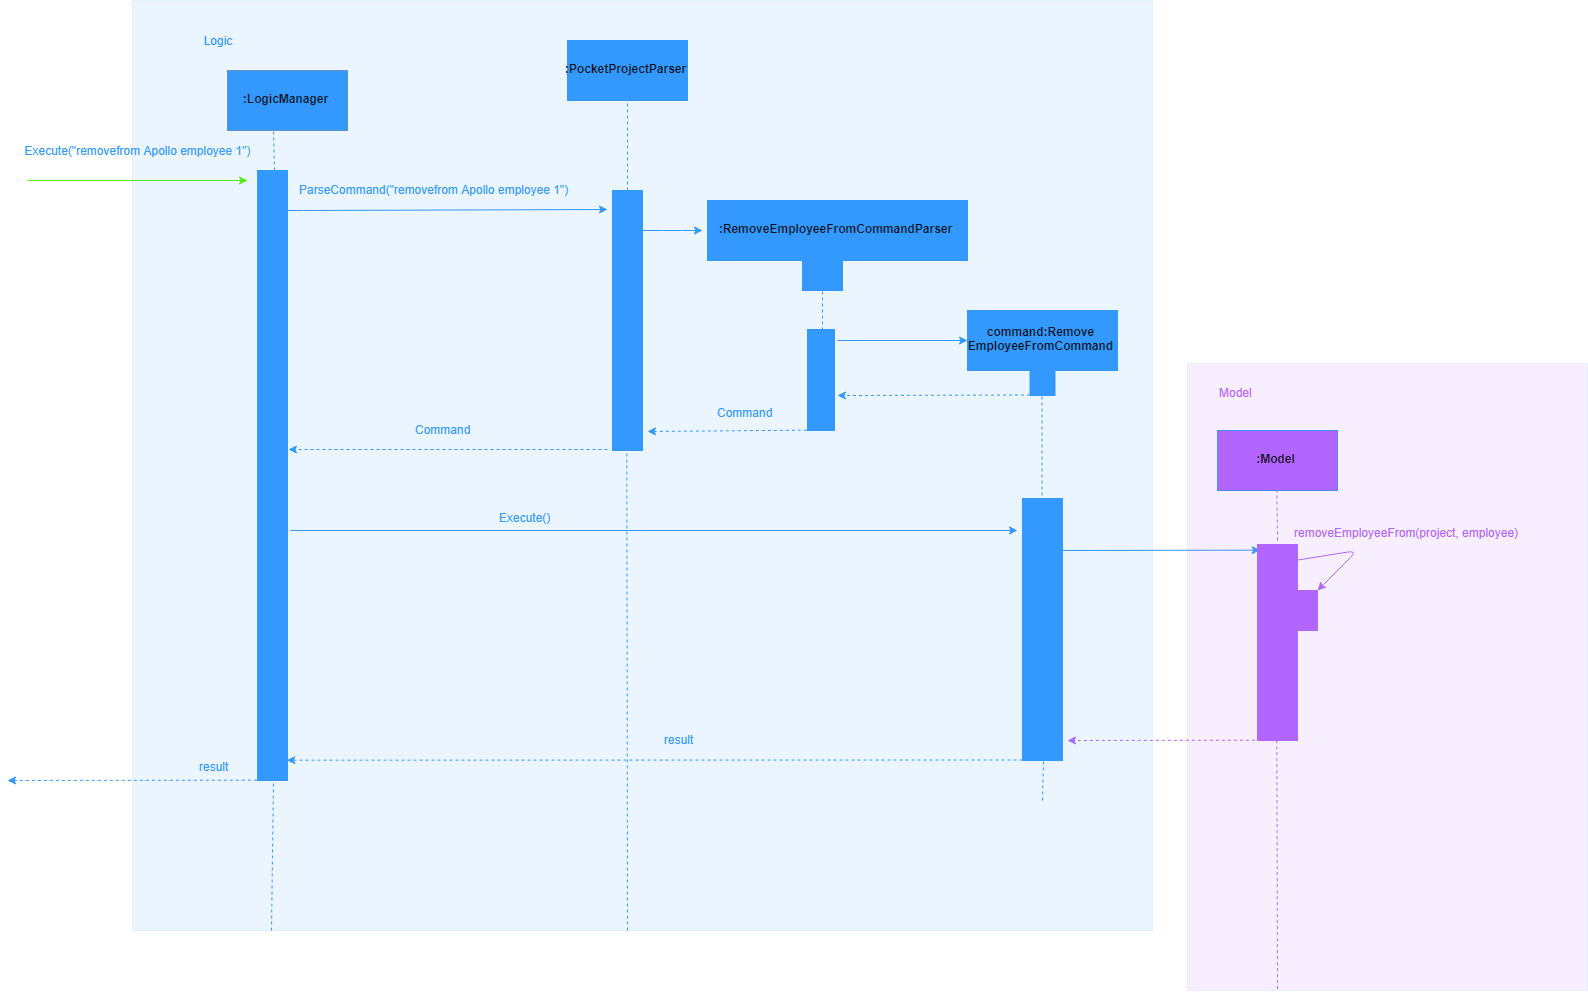 Logic
:PocketProjectParser
:LogicManager
Execute("removefrom Apollo employee 1")
ParseCommand("removefrom Apollo employee 1")
:RemoveEmployeeFromCommandParser
command:Remove
EmployeeFromCommand
Model
Command
Command
:Model
Execute()
removeEmployeeFrom(project, employee)
result
result